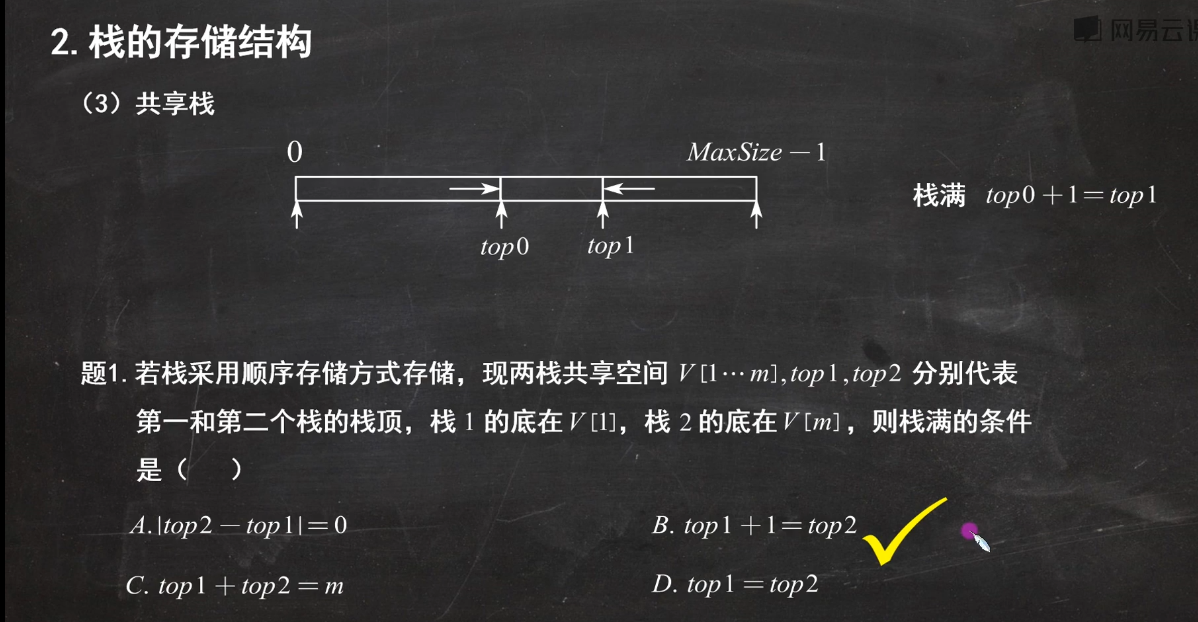 网易云课
2.栈的存储结构
（3）共享栈
0
MaxSize－1
栈满 top0＋1＝top1
top0
top1
题1.若栈采用顺序存储方式存储，现两栈共享空间 V[1⋯m],top1,top2 分别代表
第一和第二个栈的栈顶，栈 1 的底在 V[1]，栈 2 的底在 V[m]，则栈满的条件
是（ ）
A.|top2－top1|＝0
B. top1＋1＝top2
C. top1＋top2＝m
D. top1＝top2